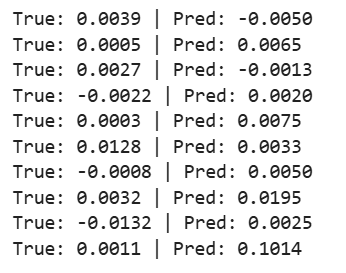 True: 0.0039 | Pred: -0.0050
True: 0.0005 | Pred: 0.0065
True: 0.0027 | Pred: -0.0013
True: -0.0022 | Pred: 0.0020
True: 0.0003 | Pred: 0.0075
True: 0.0128 | Pred: 0.0033
True: -0.0008 | Pred: 0.0050
True: 0.0032 | Pred: 0.0195
True: -0.0132 | Pred: 0.0025
True: 0.0011 | Pred: 0.1014